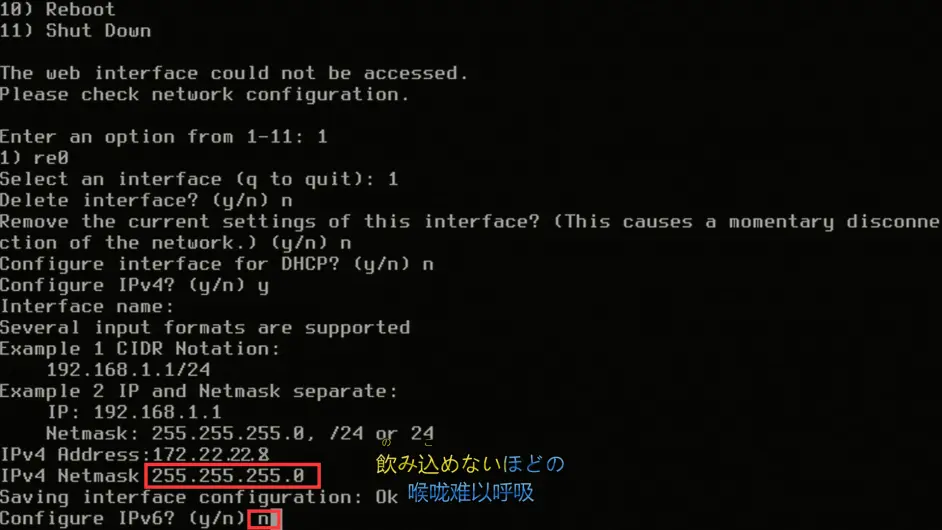 10) Reboot
11) Shut Down
The web interface could not be accessed.
Please check network configuration.
Enter an option from 1-11: 1
1) re0
Select an interface (q to quit): 1
Delete interface? (y/n) n
Remove the current settings of this interface? (This causes a momentary disconne
ction of the network.) (y/n) n
Configure interface for DHCP? (y/n) n
Configure IPv4? (y/n) y
Interface name:
Several input formats are supported
Example 1 CIDR Notation:
192.168.1.1/24
Example 2 IP and Netmask separate:
IP: 192.168.1.1
Netmask: 255.255.255.0, /24 or 24
IPv4 Address:172.22.22.8
の こ
IPv4 Netmask 255.255.255.0
飲み込めないほどの
Saving interface configuration: Ok
喉咙难以呼吸
Configure IPv6? (y/n) n